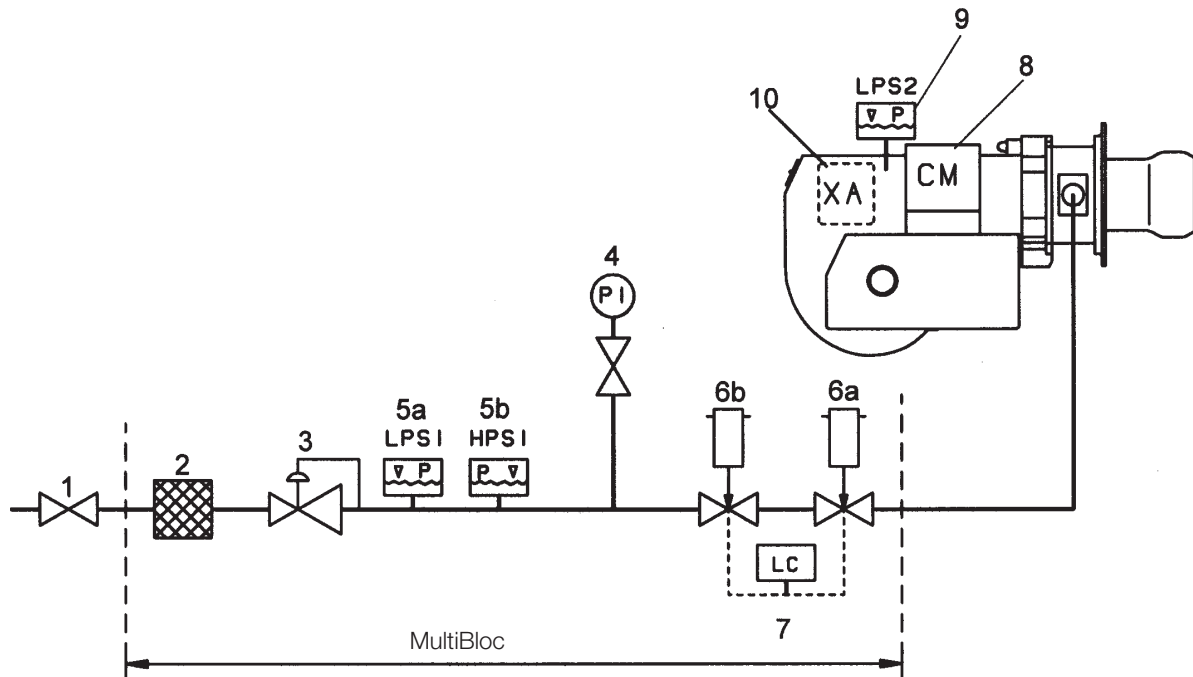 9
8
LPS2
10
P
XA
CM
4
PI
6b
6a
5a
5b
LPSI
HPSI
3
P
P
2
1
LC
7
MultiBloc